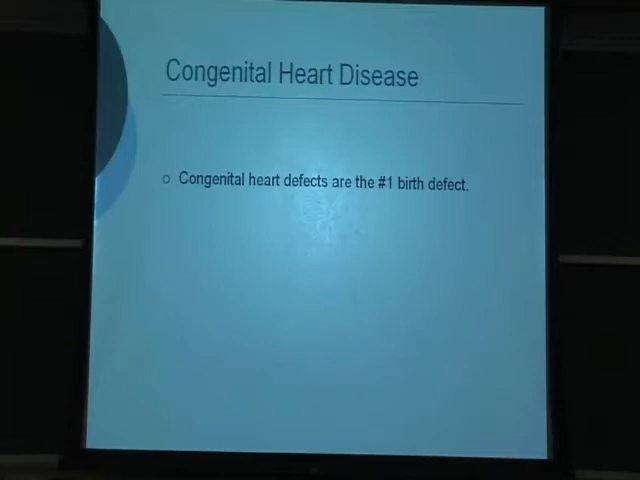 Congenital Heart Disease
o Congenital heart defects are the #1 birth defect.